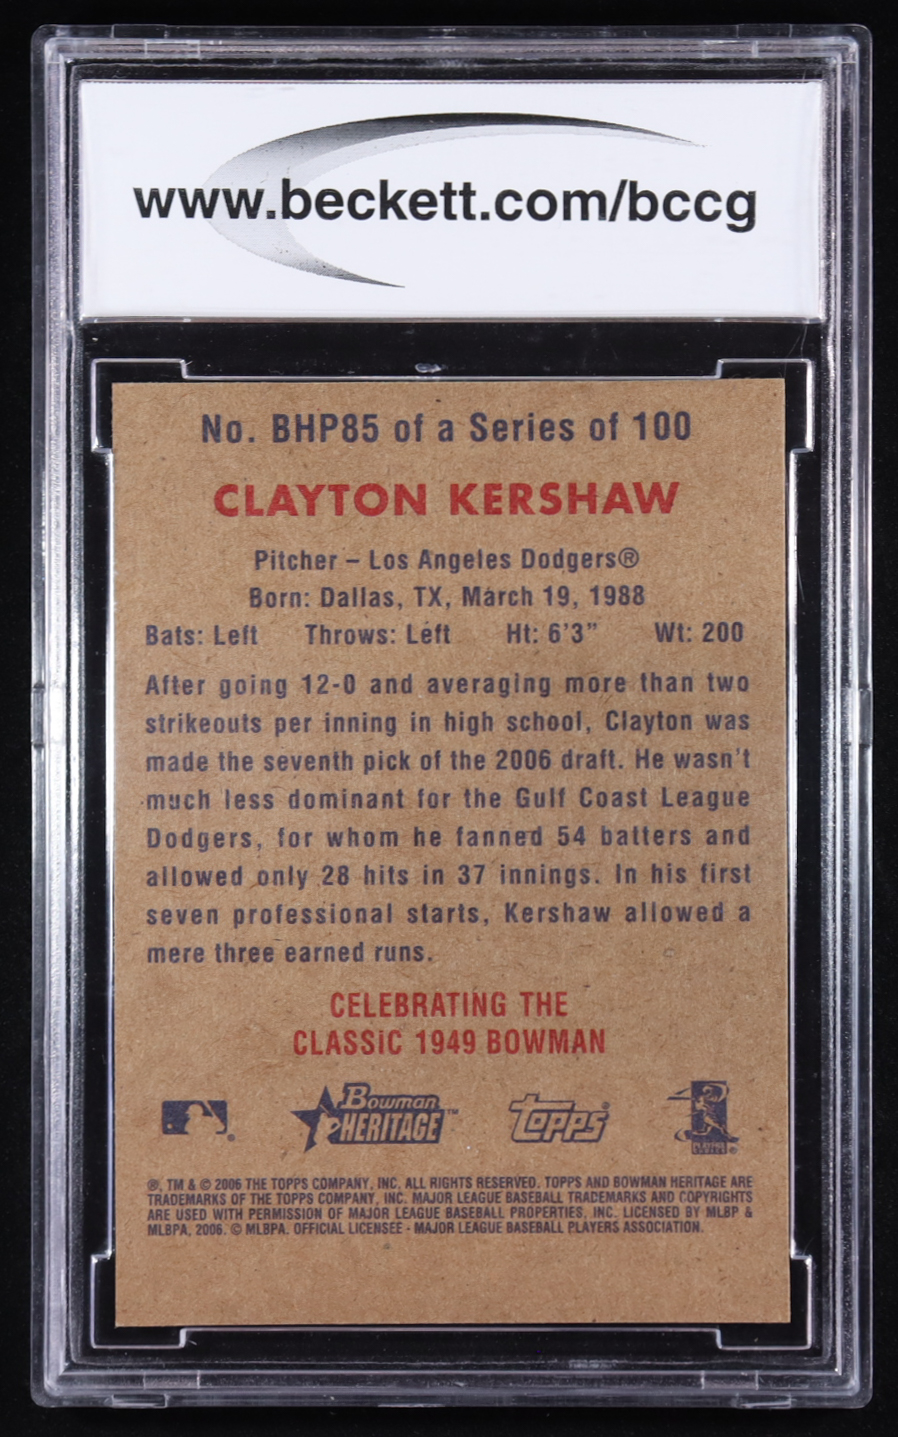 www.beckett.com/bccg
No. BHP85 of a Series of 100
CLAYTON KERSHAW
Pitcher – Los Angeles Dodgers®
Born: Dallas, TX, March 19, 1988
Bats: Left Throws: Left Ht: 6'3" Wt: 200
After going 12-0 and averaging more than two
strikeouts per inning in high school, Clayton was
made the seventh pick of the 2006 draft. He wasn't
much less dominant for the Gulf Coast League
Dodgers, for whom he fanned 54 batters and
allowed only 28 hits in 37 innings. In his first
seven professional starts, Kershaw allowed a
mere three earned runs.
CELEBRATING THE
CLASSIC 1949 BOWMAN
Bowman
HERITAGE™
Topps®
PLAYERS
CHOICE®
®, TM & © 2006 THE TOPPS COMPANY, INC. ALL RIGHTS RESERVED. TOPPS AND BOWMAN HERITAGE ARE
TRADEMARKS OF THE TOPPS COMPANY, INC. MAJOR LEAGUE BASEBALL TRADEMARKS AND COPYRIGHTS
ARE USED WITH PERMISSION OF MAJOR LEAGUE BASEBALL PROPERTIES, INC. LICENSED BY MLBP &
MLBPA, 2006. © MLBPA. OFFICIAL LICENSEE - MAJOR LEAGUE BASEBALL PLAYERS ASSOCIATION.